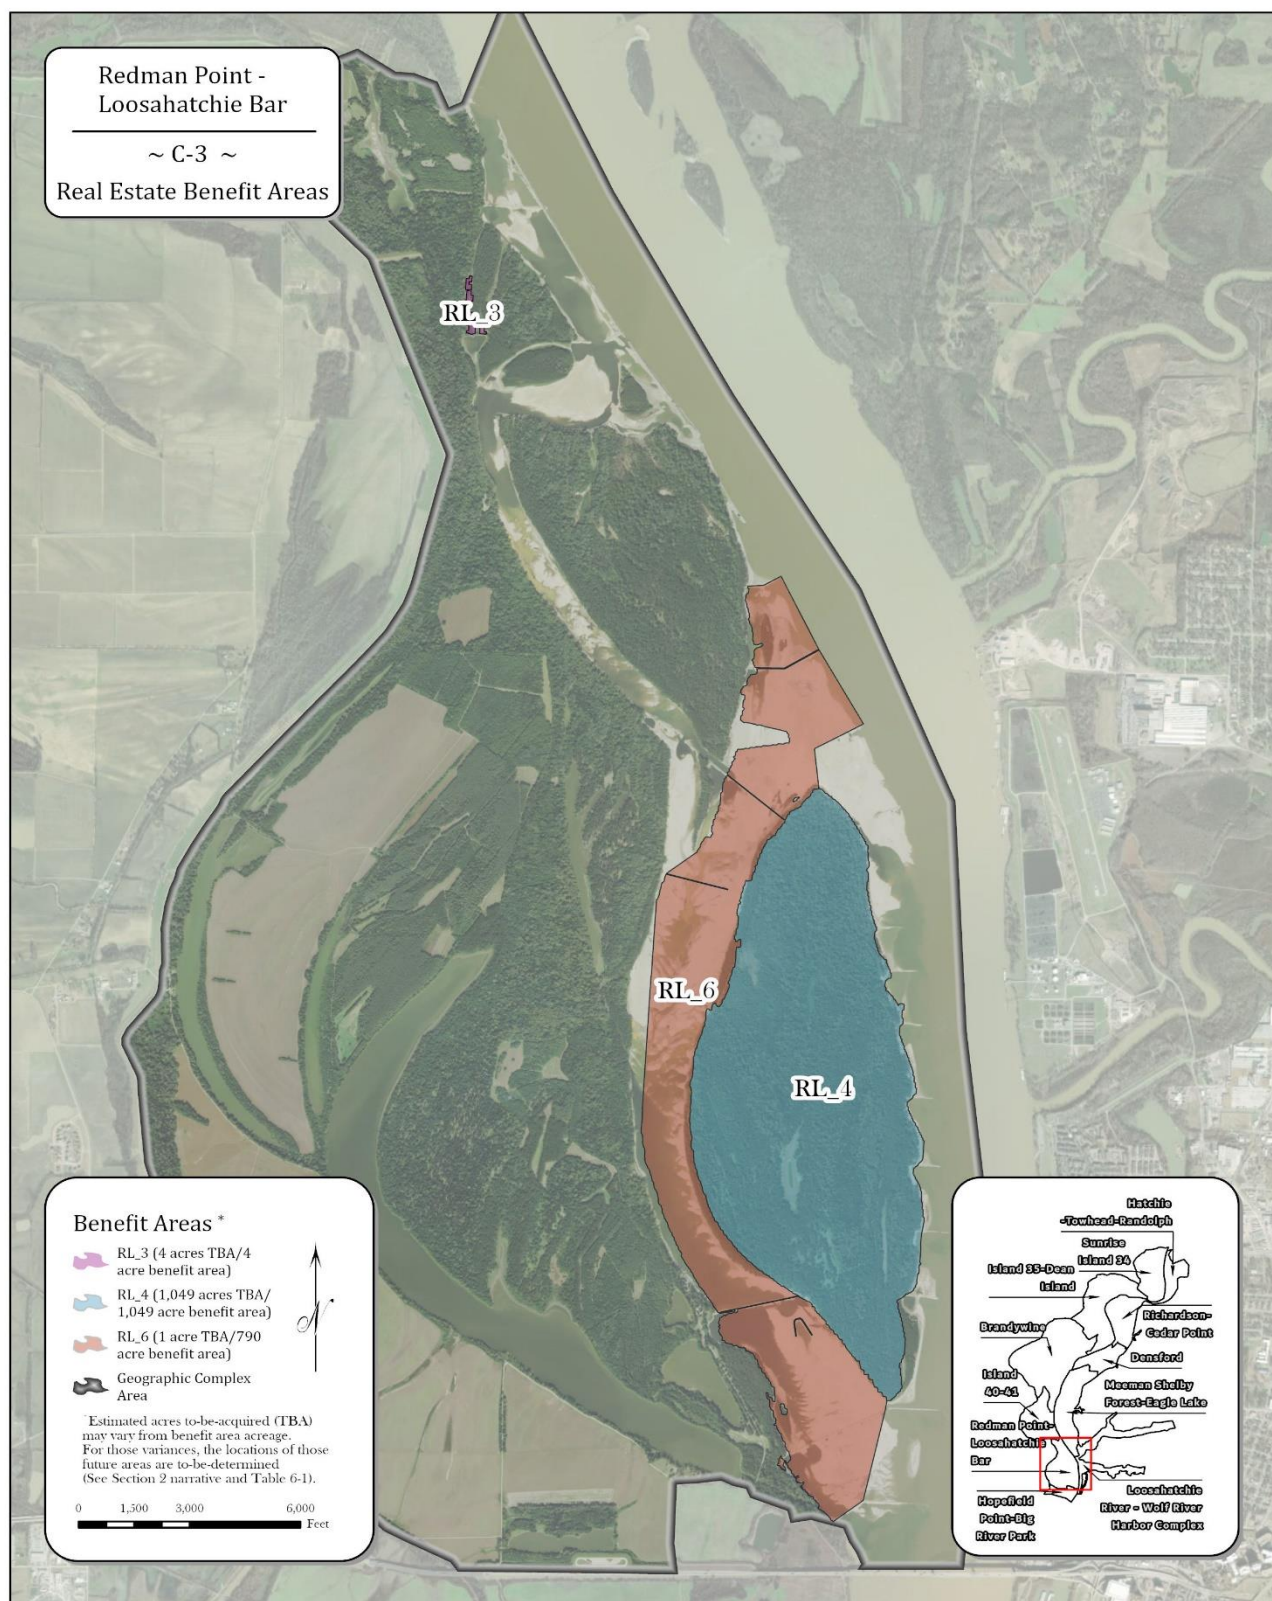 Redman Point -
Loosahatchie Bar
~ C-3 ~
Real Estate Benefit Areas
RL_3
RL_6
RL_4
Benefit Areas *
RL_3 (4 acres TBA/4
acre benefit area)
RL_4 (1,049 acres TBA/
1,049 acre benefit area)
RL_6 (1 acre TBA/790
acre benefit area)
Geographic Complex
Area
N
*Estimated acres to-be-acquired (TBA)
may vary from benefit area acreage.
For those variances, the locations of those
future areas are to-be-determined
(See Section 2 narrative and Table 6-1).
0 1,500 3,000 6,000
Feet
Hatchie
-Towhead-Randolph
Sunrise
Island 34
Island 35-Dean
Island
Richardson-
Cedar Point
Brandywine
Densford
Island
40-41
Meeman Shelby
Forest-Eagle Lake
Redman Point-
Loosahatchie
Bar
Loosahatchie
River - Wolf River
Harbor Complex
Hopefield
Point-Big
River Park